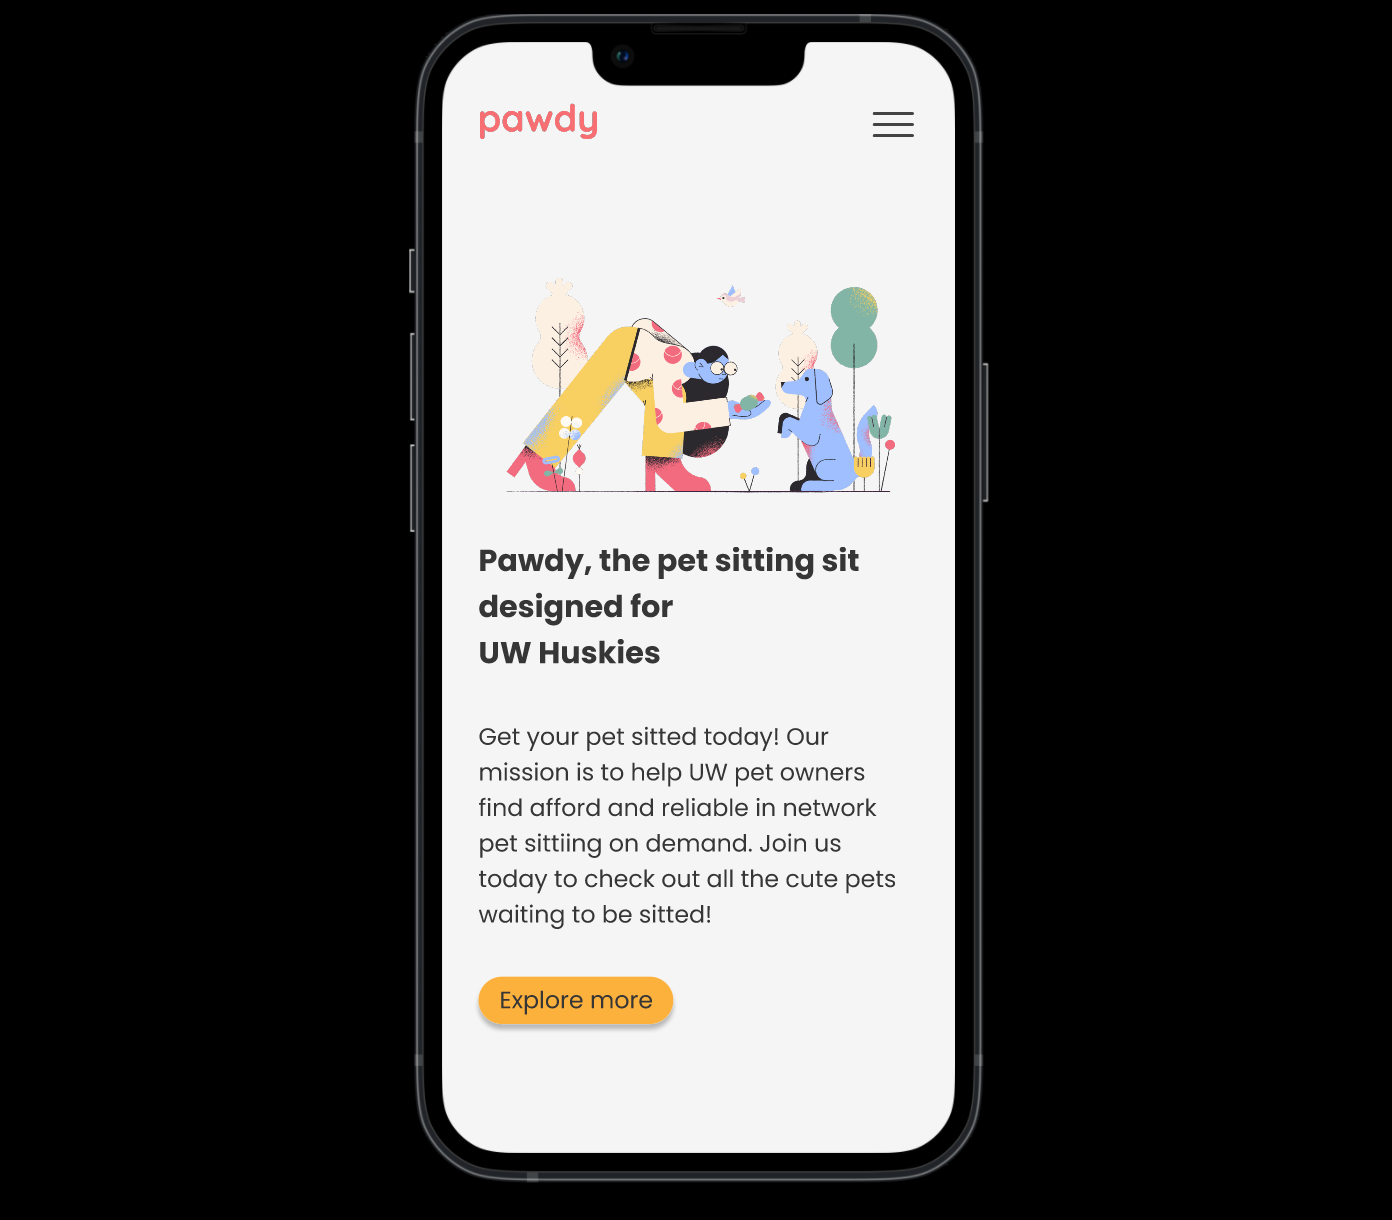 pawdy
Pawdy, the pet sitting sit
designed for
UW Huskies
Get your pet sitted today! Our
mission is to help UW pet owners
find afford and reliable in network
pet sittiing on demand. Join us
today to check out all the cute pets
waiting to be sitted!
Explore more